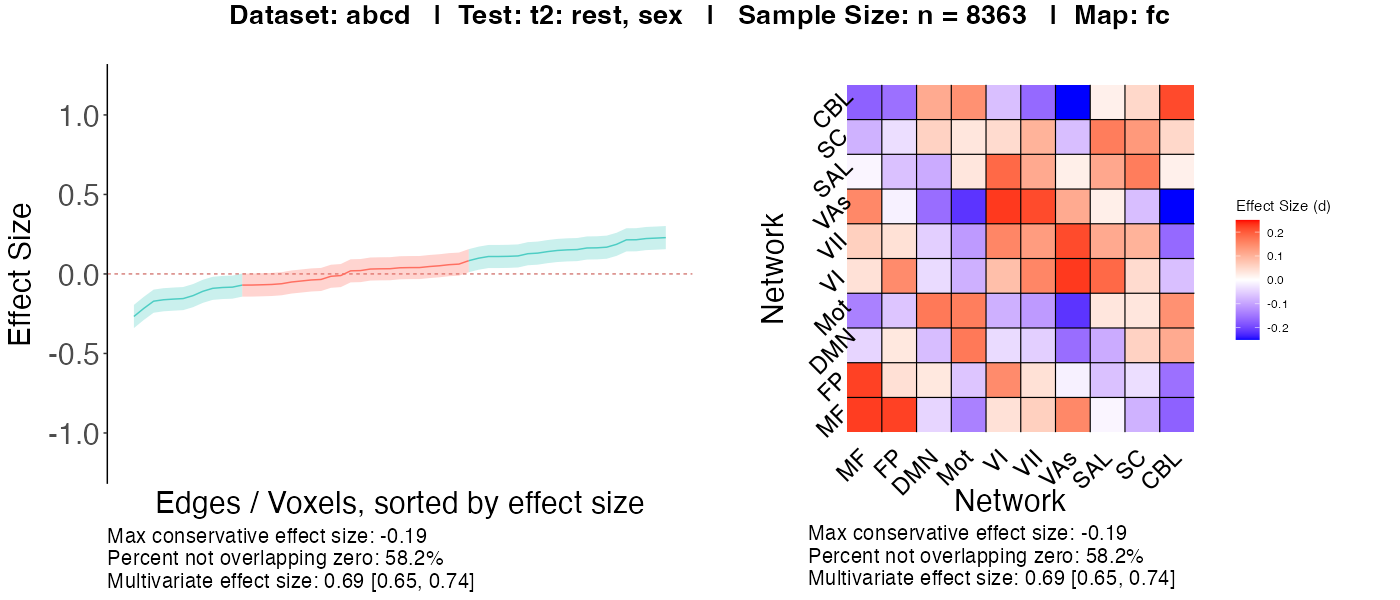 Dataset: abcd | Test: t2: rest, sex | Sample Size: n = 8363 | Map: fc
Effect Size
1.0
0.5
0.0
-0.5
-1.0
Edges / Voxels, sorted by effect size
Max conservative effect size: -0.19
Percent not overlapping zero: 58.2%
Multivariate effect size: 0.69 [0.65, 0.74]
Network
CBL
SC
SAL
VAs
VII
VI
Mot
DMN
FP
MF
MF FP DMN Mot VI VII VAs SAL SC CBL
Network
Max conservative effect size: -0.19
Percent not overlapping zero: 58.2%
Multivariate effect size: 0.69 [0.65, 0.74]
Effect Size (d)
0.2
0.1
0.0
-0.1
-0.2